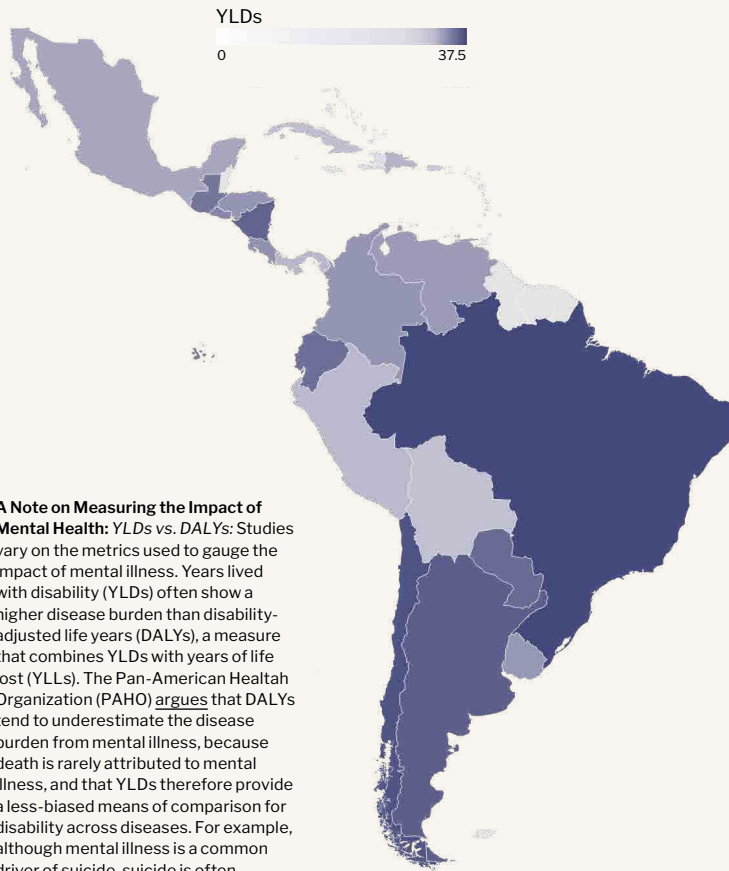 YLDs
0 37.5
A Note on Measuring the Impact of
Mental Health: YLDs vs. DALYs: Studies
vary on the metrics used to gauge the
impact of mental illness. Years lived
with disability (YLDs) often show a
higher disease burden than disability-
adjusted life years (DALYs), a measure
that combines YLDs with years of life
lost (YLLs). The Pan-American Healtah
Organization (PAHO) argues that DALYs
tend to underestimate the disease
burden from mental illness, because
death is rarely attributed to mental
illness, and that YLDs therefore provide
a less-biased means of comparison for
disability across diseases. For example,
although mental illness is a common
driver of suicide, suicide is often